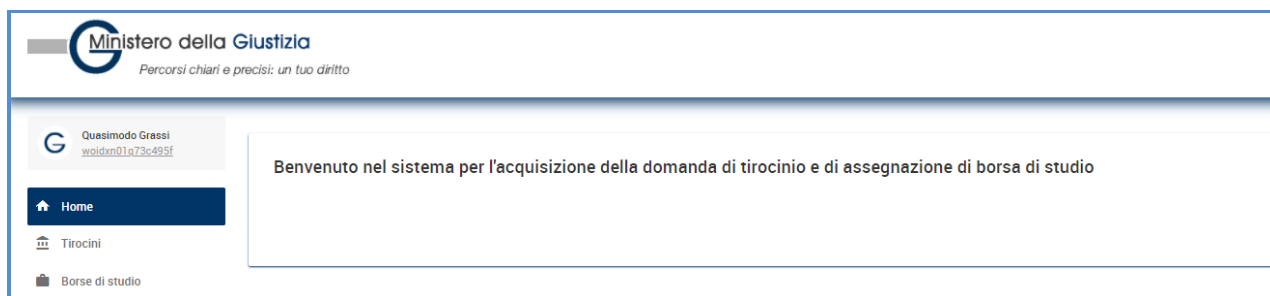 Ministero della Giustizia
Percorsi chiari e precisi: un tuo diritto
Quasimodo Grassi
woidxn01q73c495f
Benvenuto nel sistema per l'acquisizione della domanda di tirocinio e di assegnazione di borsa di studio
Home
Tirocini
Borse di studio